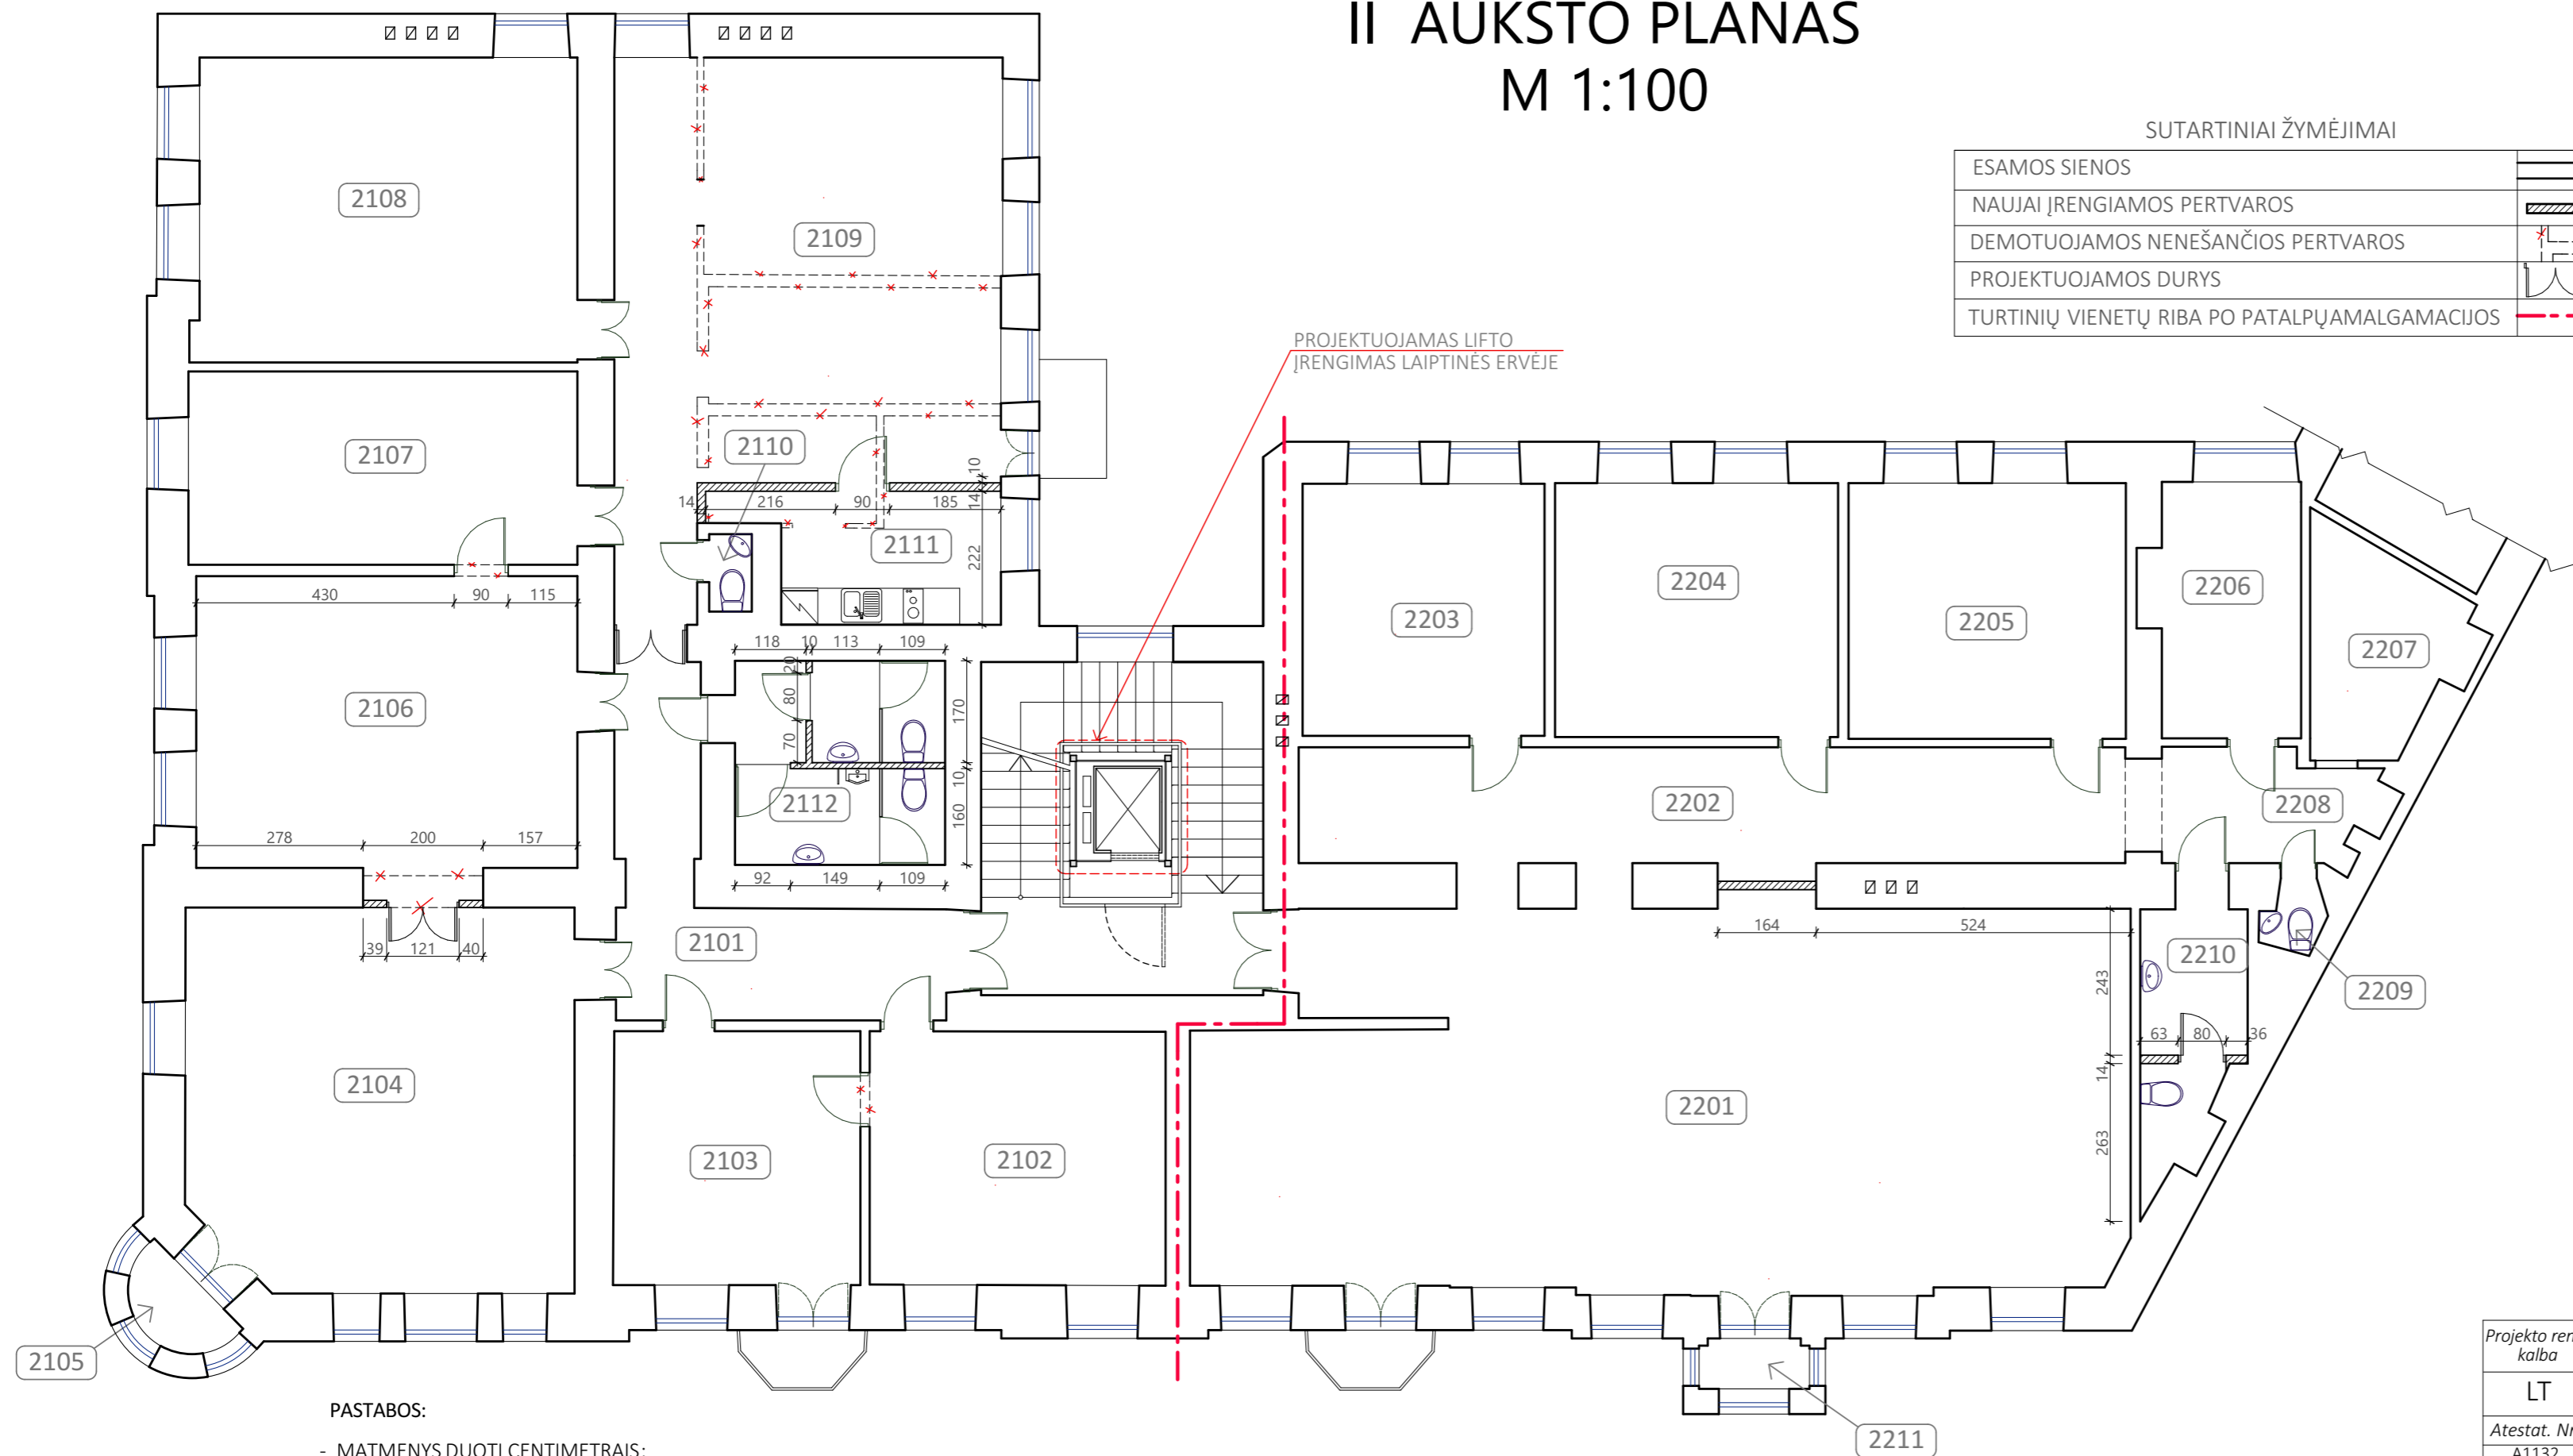 II AUKSTO PLANAS
M 1:100
SUTARTINIAI ŽYMĖJIMAI
ESAMOS SIENOS
NAUJAI ĮRENGIAMOS PERTVAROS
DEMOTUOJAMOS NENEŠANČIOS PERTVAROS
PROJEKTUOJAMOS DURYS
TURTINIŲ VIENETŲ RIBA PO PATALPŲAMALGAMACIJOS
PROJEKTUOJAMAS LIFTO
ĮRENGIMAS LAIPTINĖS ERVĖJE
2108
2109
2107
2110
14 216 90 185
14 10
2111
222
430 90 115
2106
118 10 113 109
20
80
70
170
10
160
2112
92 149 109
278 200 157
39 121 40
2101
2104
2103
2102
2105
2203
2204
2205
2206
2207
2202
2208
164 524
2210
2209
243
63 80 36
14
263
2201
2211
PASTABOS:
- MATMENYS DUOTI CENTIMETRAIS;
Projekto ren
kalba
LT
Atestat. Nr
A1132